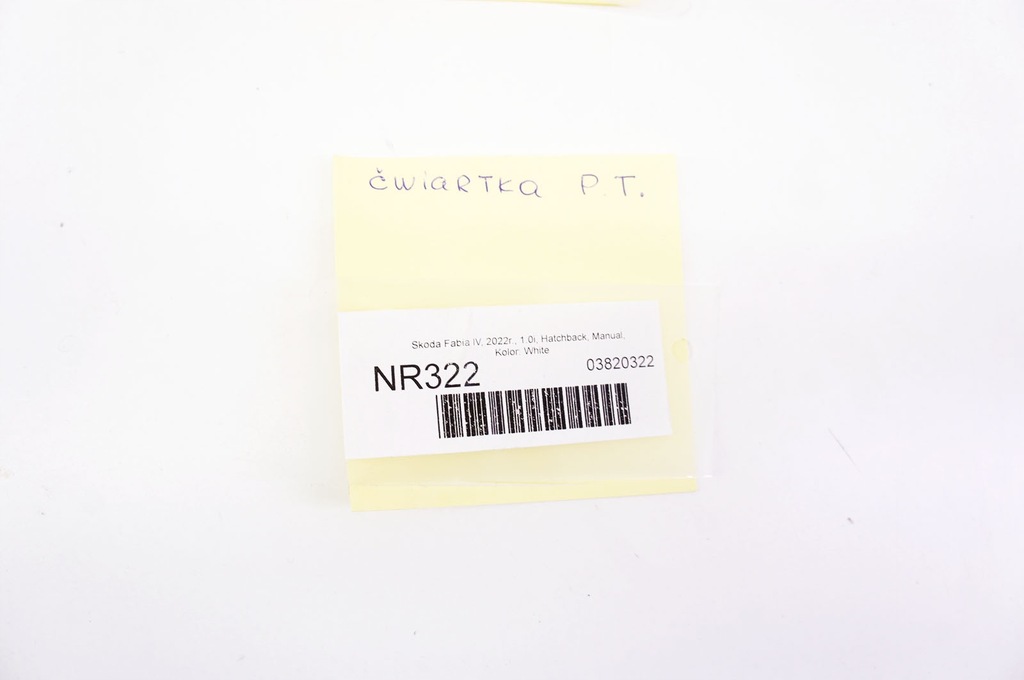 ĆWIARTKA P.T.
Skoda Fabia IV, 2022r., 1.0i, Hatchback, Manual,
Kolor: White
NR322
03820322